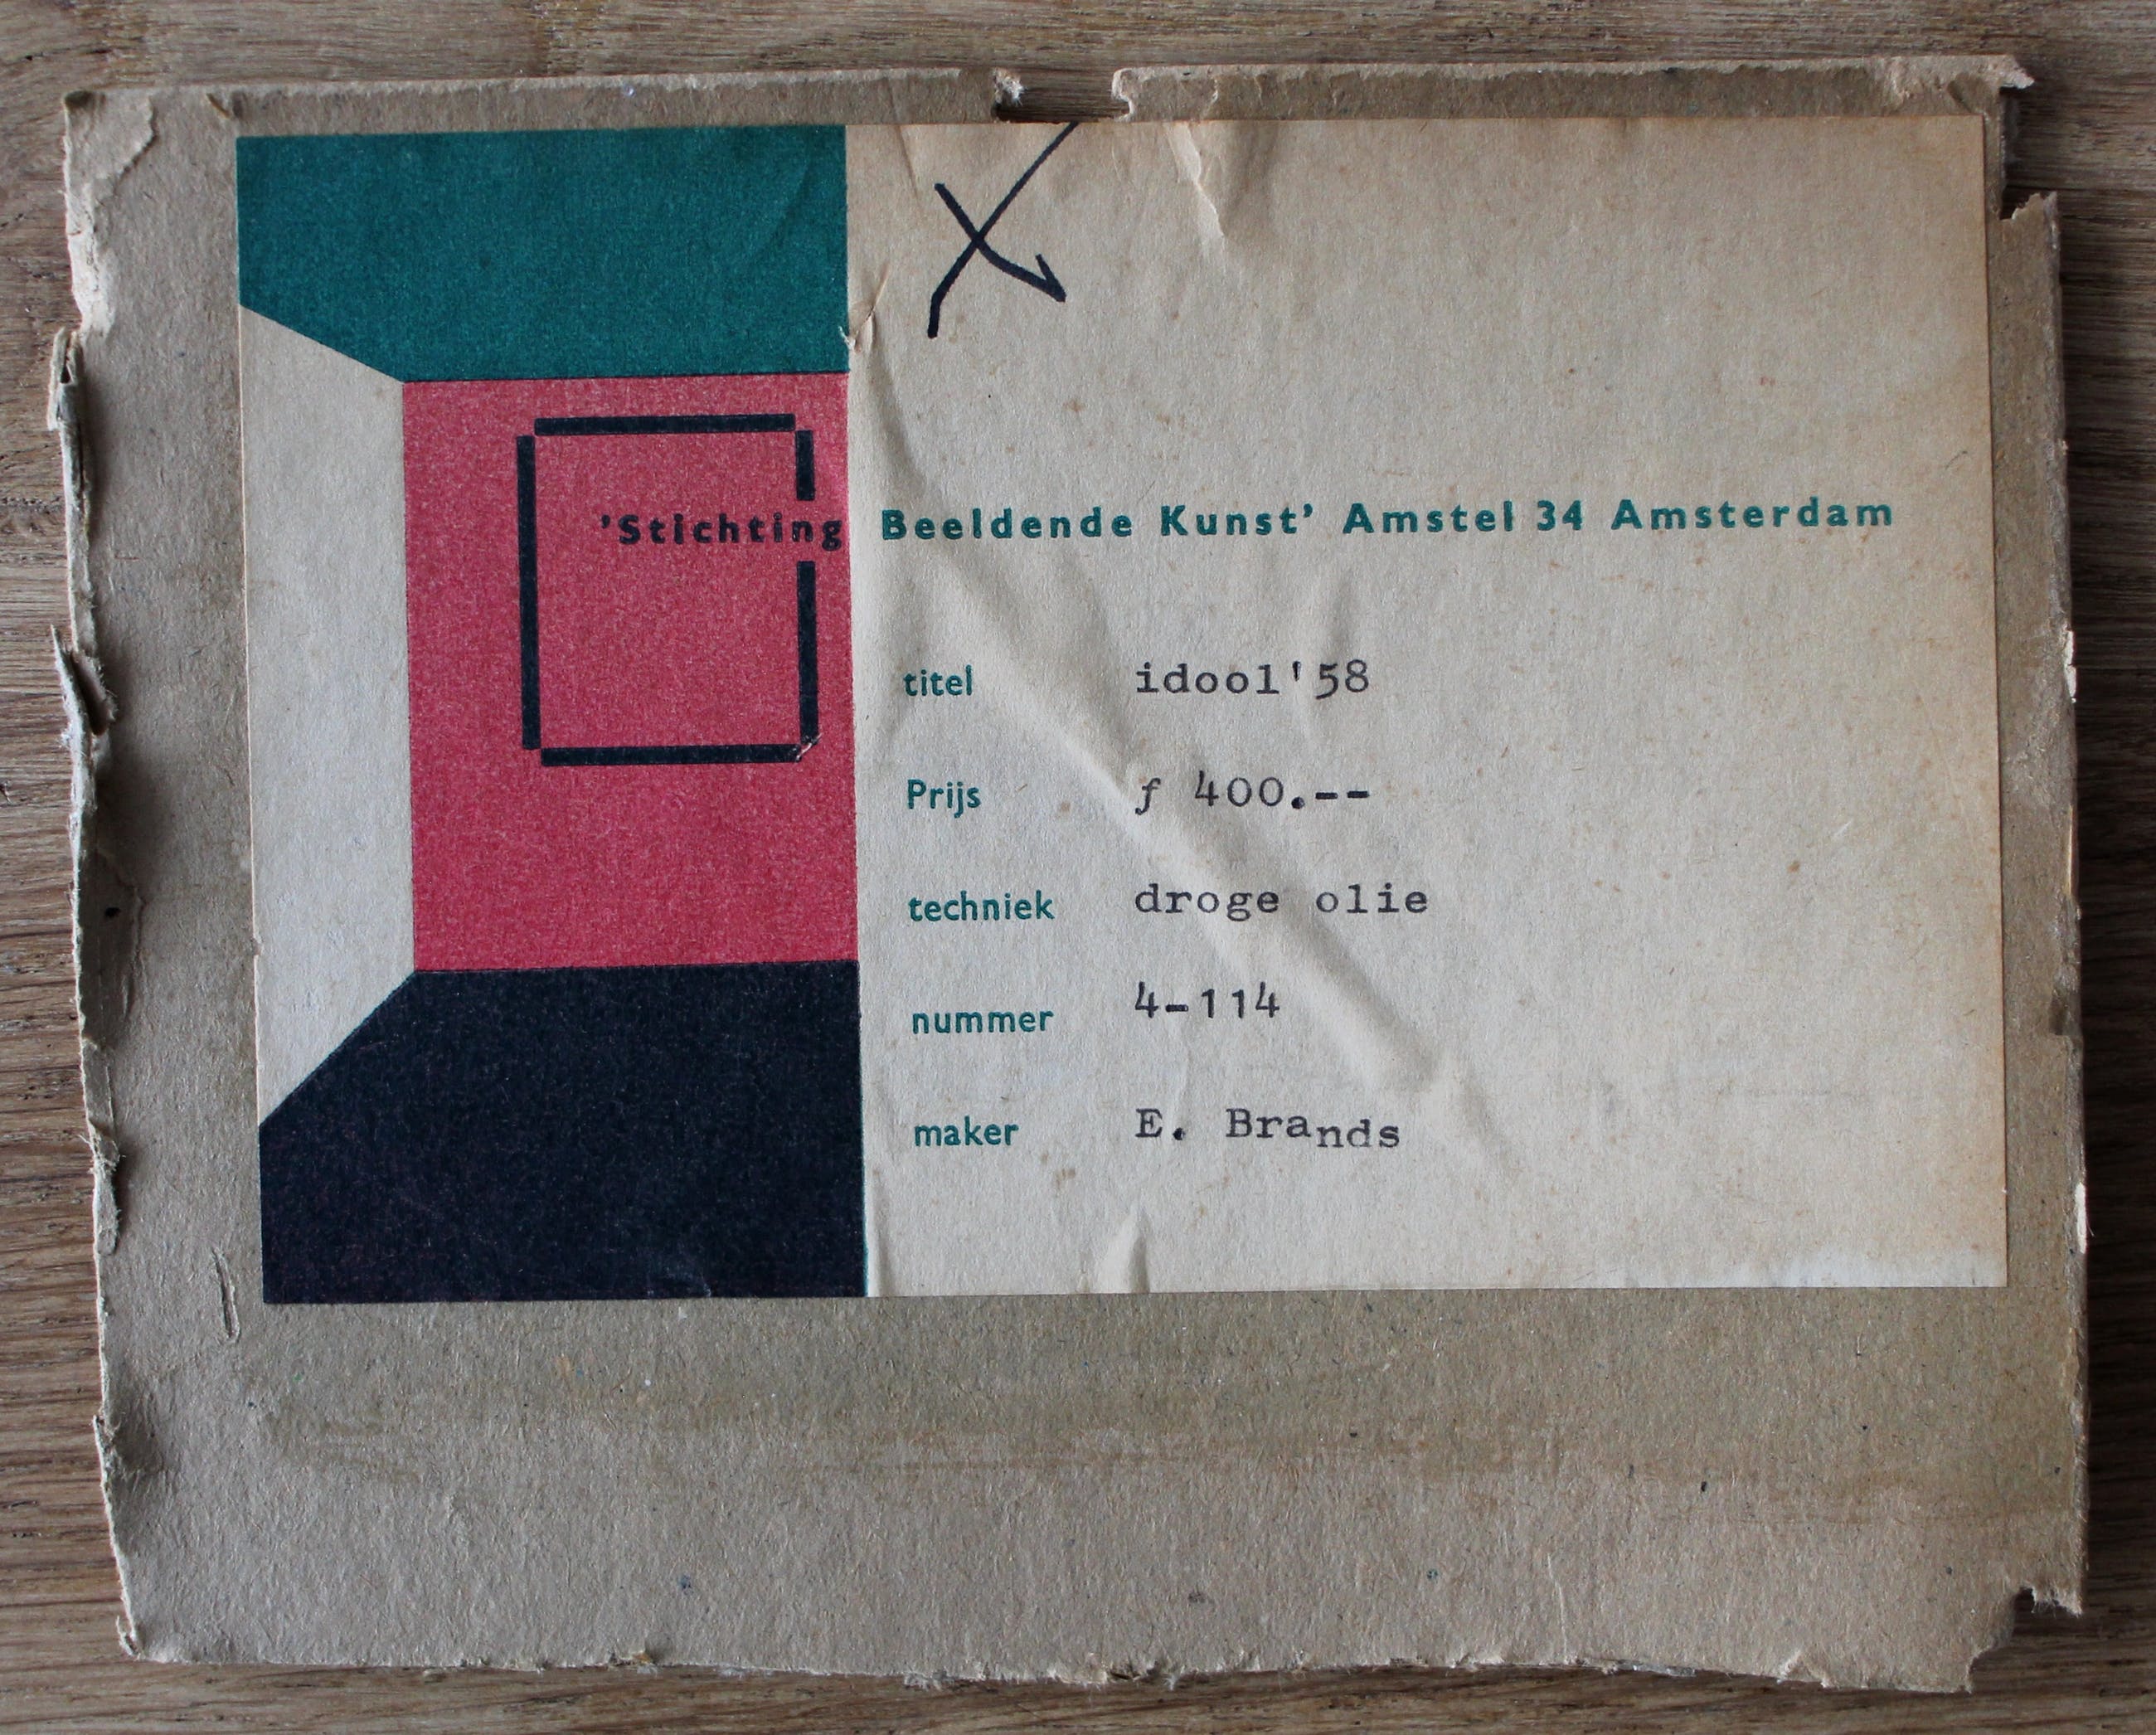 'Stichting Beeldende Kunst' Amstel 34 Amsterdam
titel idool'58
Prijs ƒ 400.--
techniek droge olie
nummer 4-114
maker E. Brands